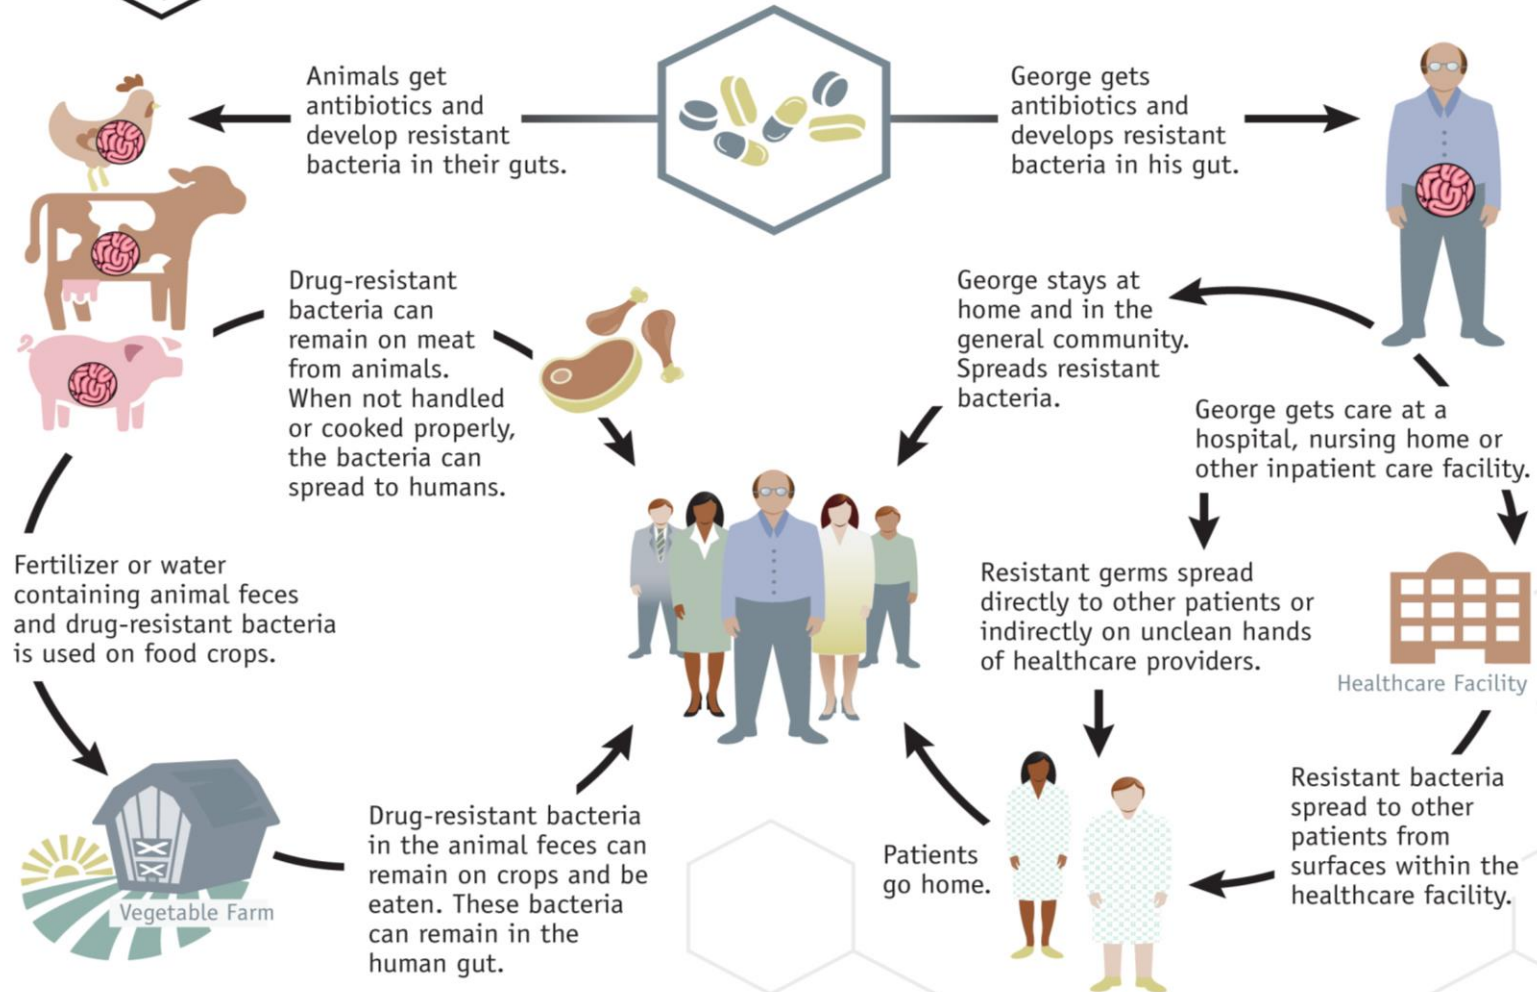 Animals get
antibiotics and
develop resistant
bacteria in their guts.
George gets
antibiotics and
develops resistant
bacteria in his gut.
Drug-resistant
bacteria can
remain on meat
from animals.
When not handled
or cooked properly,
the bacteria can
spread to humans.
George stays at
home and in the
general community.
Spreads resistant
bacteria.
George gets care at a
hospital, nursing home or
other inpatient care facility.
Fertilizer or water
containing animal feces
and drug-resistant bacteria
is used on food crops.
Resistant germs spread
directly to other patients or
indirectly on unclean hands
of healthcare providers.
Healthcare Facility
Vegetable Farm
Drug-resistant bacteria
in the animal feces can
remain on crops and be
eaten. These bacteria
can remain in the
human gut.
Patients
go home.
Resistant bacteria
spread to other
patients from
surfaces within the
healthcare facility.